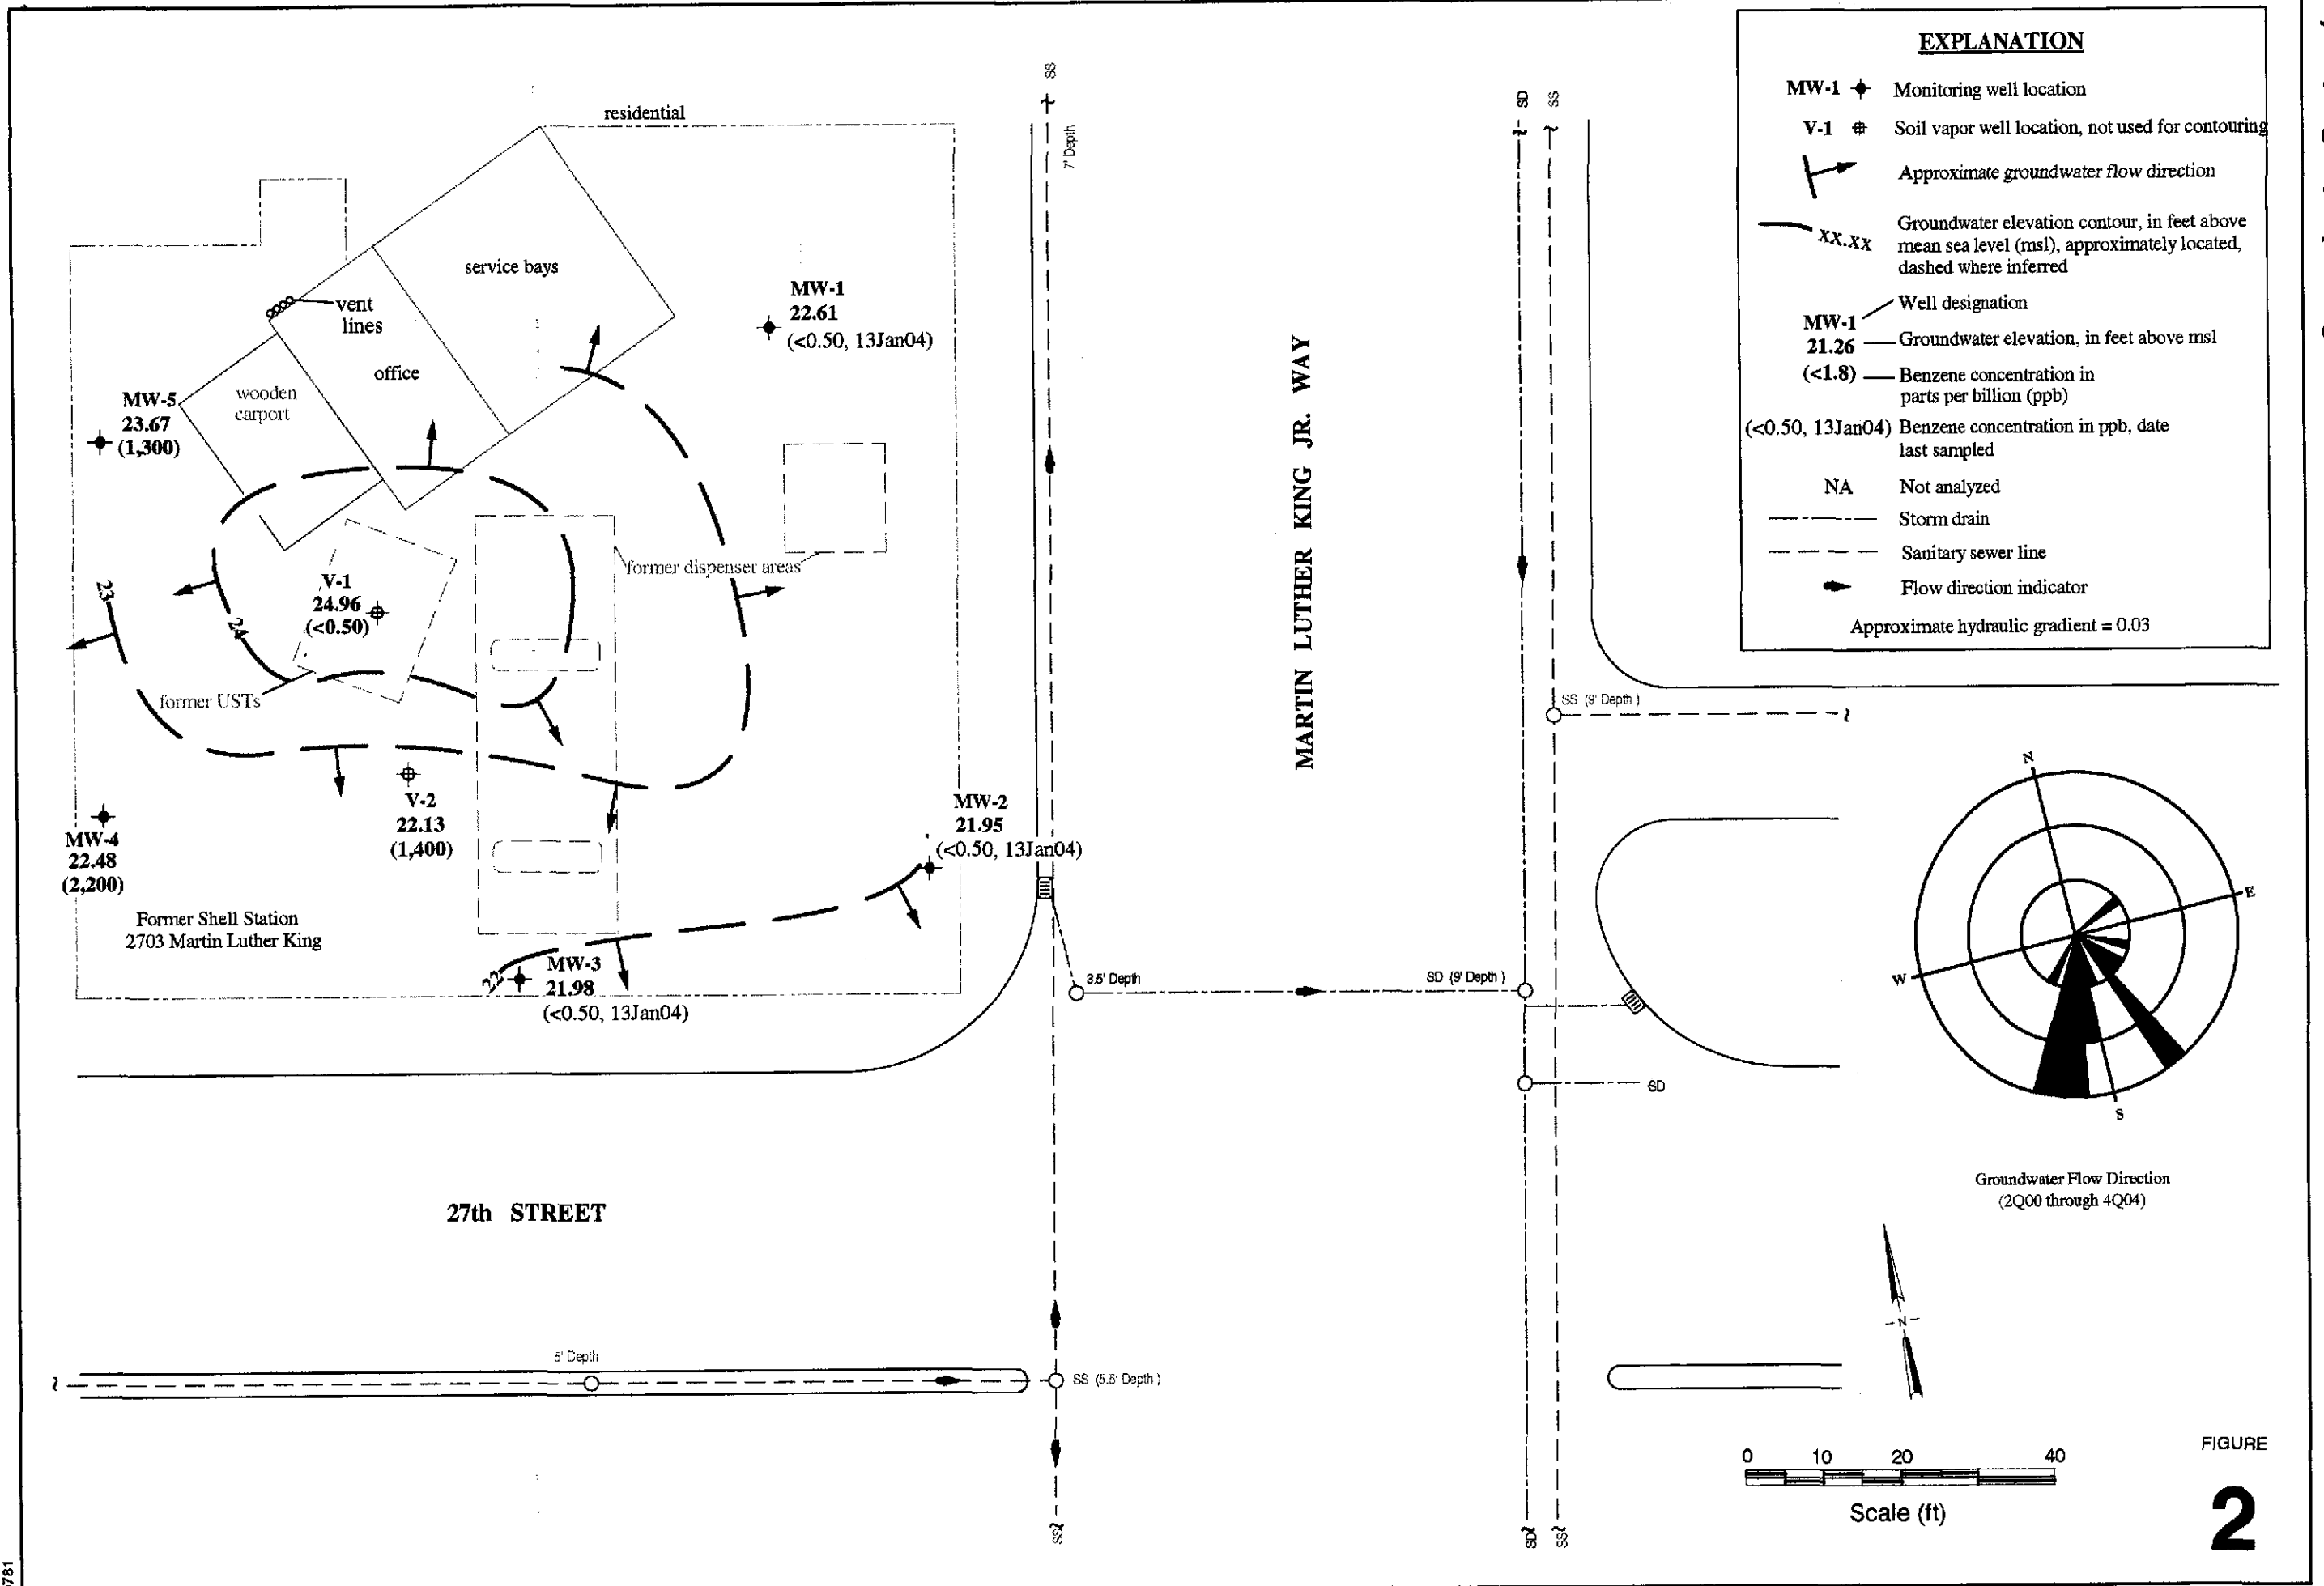 EXPLANATION
MW-1 Monitoring well location
V-1 Soil vapor well location, not used for contouring
Approximate groundwater flow direction
XX.XX
Groundwater elevation contour, in feet above
mean sea level (msl), approximately located,
dashed where inferred
Well designation
MW-1
21.26 Groundwater elevation, in feet above msl
(<1.8) Benzene concentration in
parts per billion (ppb)
(<0.50, 13Jan04) Benzene concentration in ppb, date
last sampled
NA Not analyzed
Storm drain
Sanitary sewer line
Flow direction indicator
Approximate hydraulic gradient = 0.03
residential
service bays
vent
lines
office
wooden
carport
MW-1
22.61
(<0.50, 13Jan04)
MW-5
23.67
(1,300)
former dispenser areas
V-1
24.96
(<0.50)
23
24
former USTs
V-2
22.13
(1,400)
MW-4
22.48
(2,200)
MW-2
21.95
(<0.50, 13Jan04)
Former Shell Station
2703 Martin Luther King
22
MW-3
21.98
(<0.50, 13Jan04)
SS
7' Depth
MARTIN LUTHER KING JR. WAY
SD
SS
SS (9' Depth )
3.5' Depth
SD (9' Depth )
SD
27th STREET
5' Depth
SS (5.5' Depth )
SS
SD
SS
N
E
W
S
Groundwater Flow Direction
(2Q00 through 4Q04)
N
0 10 20 40
Scale (ft)
FIGURE
2
781